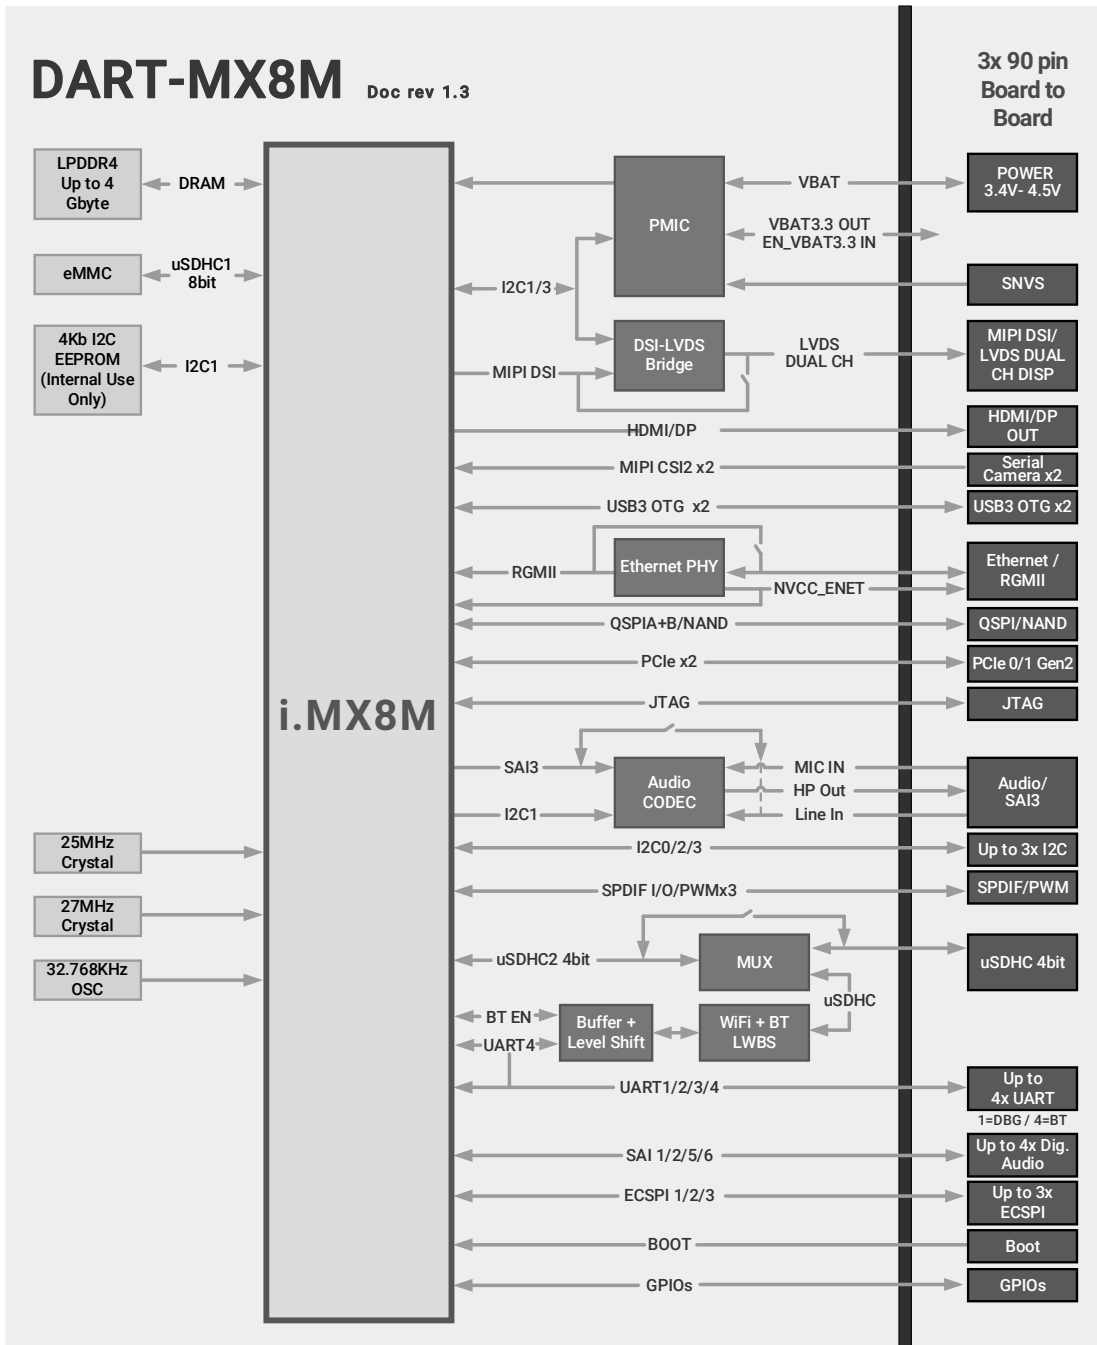 DART-MX8M Doc rev 1.3
3x 90 pin
Board to
Board
LPDDR4
Up to 4
Gbyte
DRAM
eMMC
uSDHC1
8bit
4Kb I2C
EEPROM
(Internal Use
Only)
I2C1
25MHz
Crystal
27MHz
Crystal
32.768KHz
OSC
i.MX8M
PMIC
VBAT
POWER
3.4V- 4.5V
VBAT3.3 OUT
EN_VBAT3.3 IN
I2C1/3
SNVS
DSI-LVDS
Bridge
MIPI DSI
LVDS
DUAL CH
MIPI DSI/
LVDS DUAL
CH DISP
HDMI/DP
HDMI/DP
OUT
MIPI CSI2 x2
Serial
Camera x2
USB3 OTG x2
USB3 OTG x2
RGMII
Ethernet PHY
NVCC_ENET
Ethernet /
RGMII
QSPIA+B/NAND
QSPI/NAND
PCIe x2
PCIe 0/1 Gen2
JTAG
JTAG
SAI3
I2C1
Audio
CODEC
MIC IN
HP Out
Line In
Audio/
SAI3
I2C0/2/3
Up to 3x I2C
SPDIF I/O/PWMx3
SPDIF/PWM
uSDHC2 4bit
MUX
uSDHC 4bit
uSDHC
BT EN
UART4
Buffer +
Level Shift
WiFi + BT
LWBS
UART1/2/3/4
Up to
4x UART
1=DBG / 4=BT
SAI 1/2/5/6
Up to 4x Dig.
Audio
ECSPI 1/2/3
Up to 3x
ECSPI
BOOT
Boot
GPIOs
GPIOs